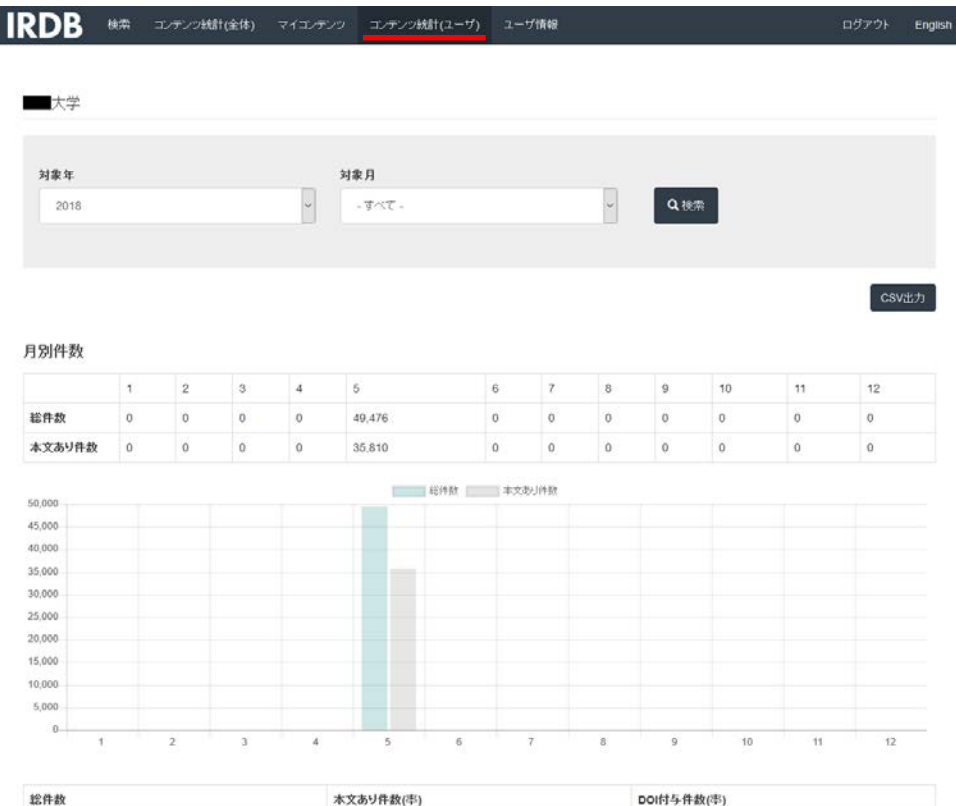 IRDB 検索 コンテンツ統計(全体) マイコンテンツ コンテンツ統計(ユーザ) ユーザ情報 ログアウト English
大学
対象年 対象月
2018 - すべて - 検索
CSV出力
月別件数
1 2 3 4 5 6 7 8 9 10 11 12
総件数 0 0 0 0 49,476 0 0 0 0 0 0 0
本文あり件数 0 0 0 0 35,810 0 0 0 0 0 0 0
総件数 本文あり件数
50,000
45,000
40,000
35,000
30,000
25,000
20,000
15,000
10,000
5,000
0
1 2 3 4 5 6 7 8 9 10 11 12
総件数 本文あり件数(率) DOI付与件数(率)